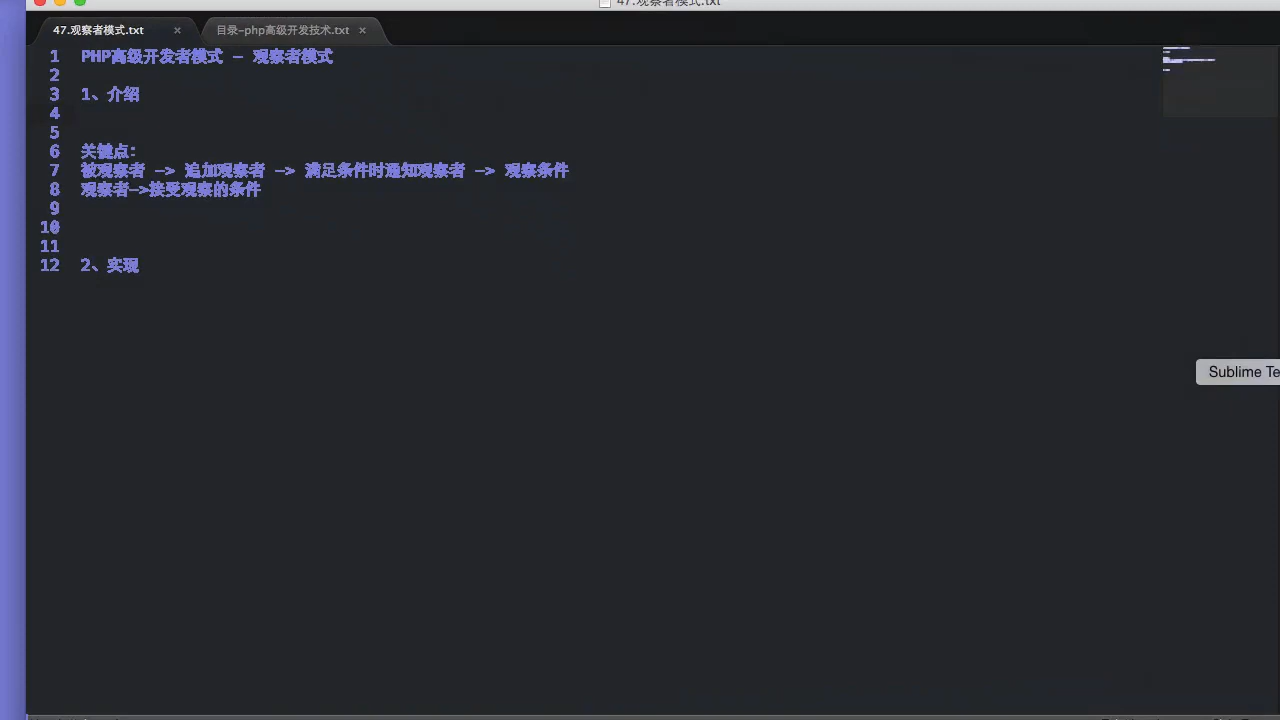 47.观察者模式.txt
47.观察者模式.txt
目录-php高级开发技术.txt
1 PHP高级开发者模式 - 观察者模式
2
3 1、介绍
4
5
6 关键点:
7 被观察者 -> 追加观察者 -> 满足条件时通知观察者 -> 观察条件
8 观察者->接受观察的条件
9
10
11
12 2、实现
Sublime Te